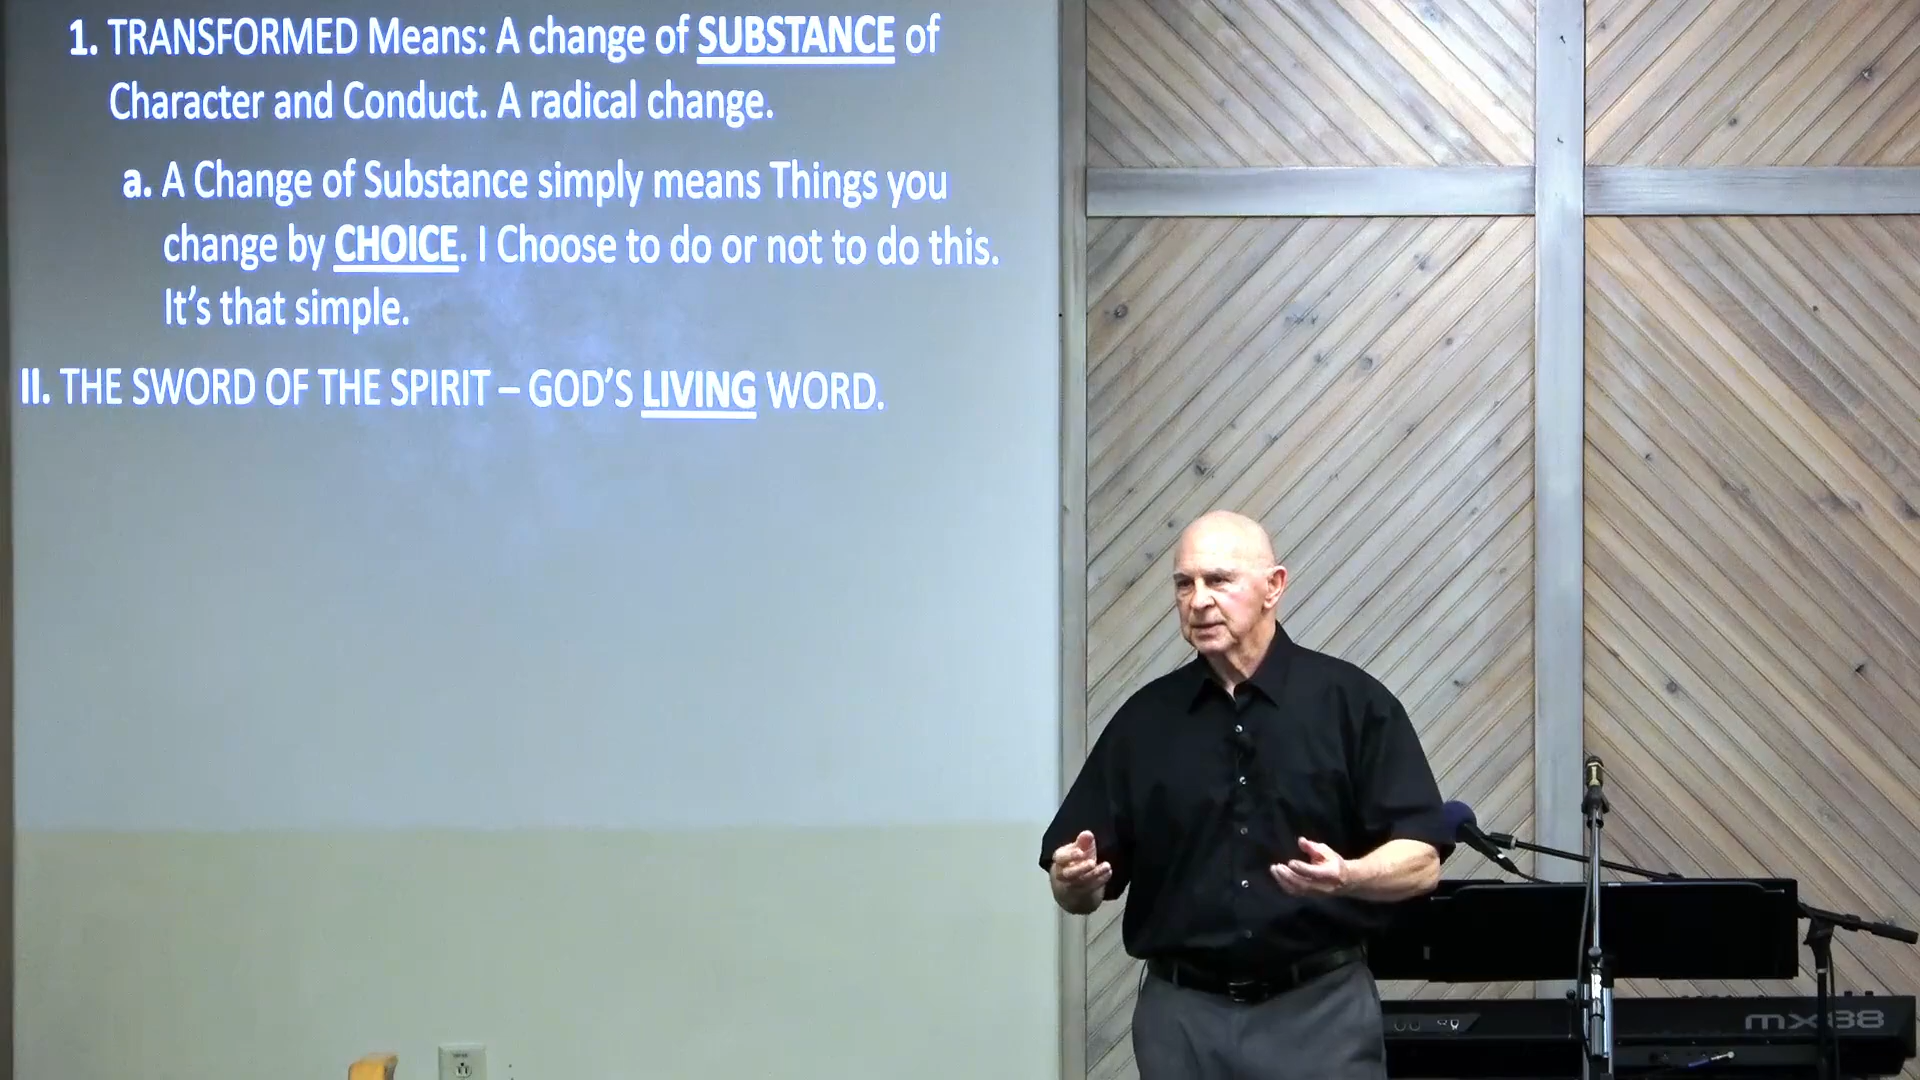 1. TRANSFORMED Means: A change of SUBSTANCE of
Character and Conduct. A radical change.
a. A Change of Substance simply means Things you
change by CHOICE. I Choose to do or not to do this.
It's that simple.
II. THE SWORD OF THE SPIRIT – GOD'S LIVING WORD.
mx88